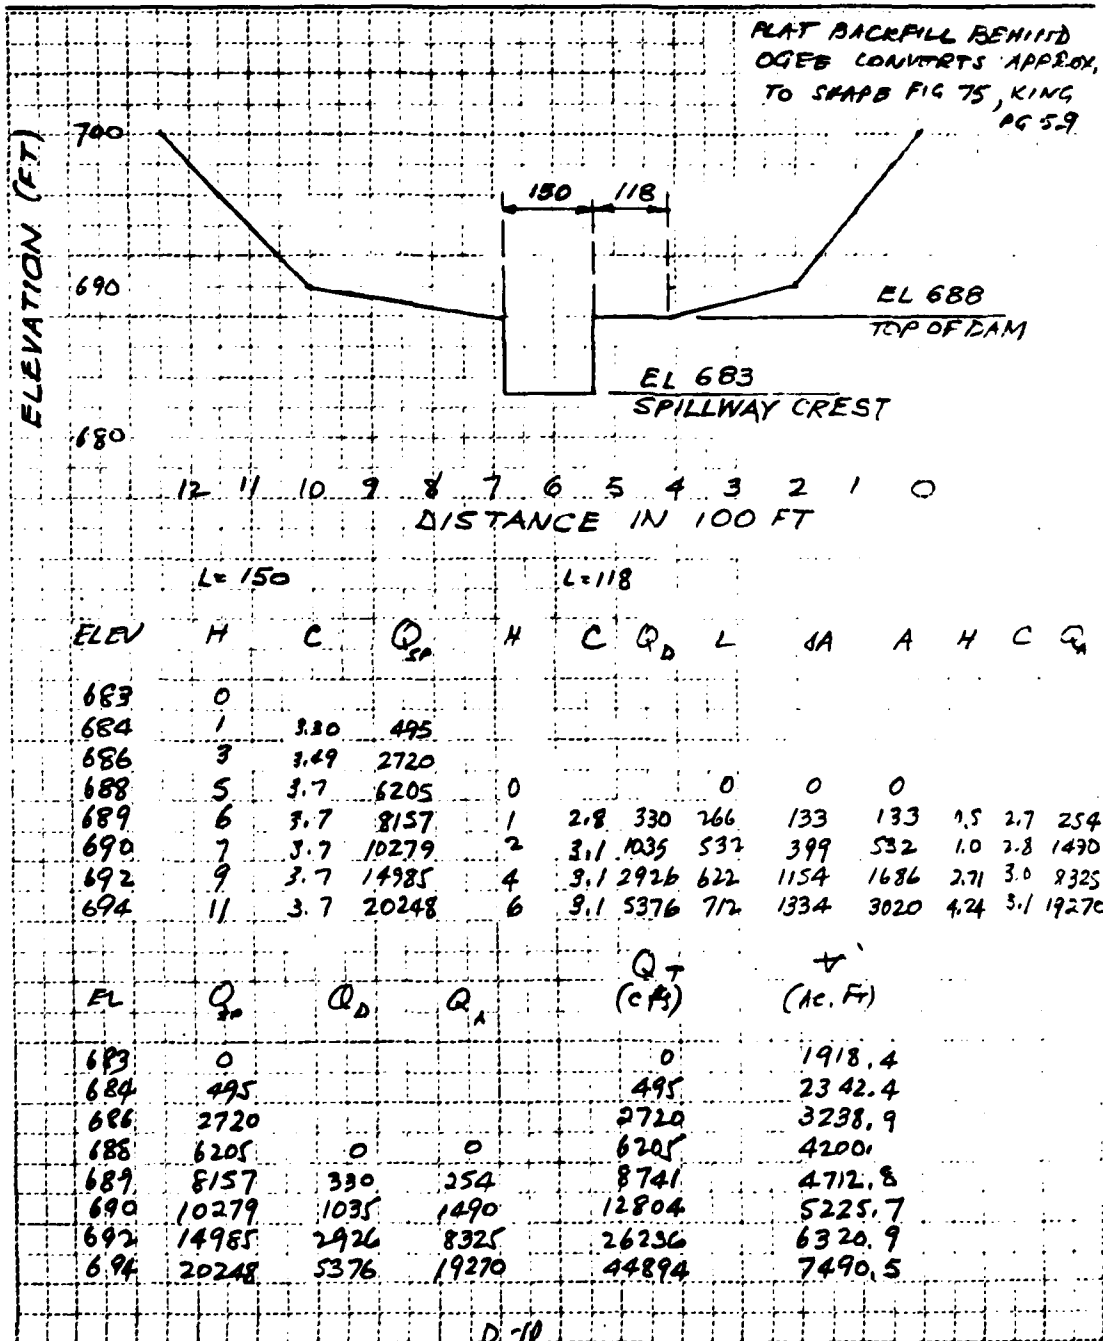 FLAT BACKFILL BEHIND
OGEE CONVERTS APPROX.
TO SHAPE FIG 75, KING
PG 5.9
ELEVATION (FT)
700
690
680
150 118
EL 688
TOP OF DAM
EL 683
SPILLWAY CREST
12 11 10 9 8 7 6 5 4 3 2 1 0
DISTANCE IN 100 FT
L= 150 L= 118
ELEV H C Q_SP H C Q_D L ΔA A H C Q_A
683 0
684 1 3.30 495
686 3 3.49 2720
688 5 3.7 6205 0 0 0 0
689 6 3.7 8157 1 2.8 330 266 133 133 .5 2.7 254
690 7 3.7 10279 2 3.1 1035 532 399 532 1.0 2.8 1490
692 9 3.7 14985 4 3.1 2926 622 1154 1686 2.71 3.0 8325
694 11 3.7 20248 6 3.1 5376 712 1334 3020 4.24 3.1 19270
EL Q_SP Q_D Q_A Q_T (cfs) V (Ac. Ft)
683 0 0 1918.4
684 495 495 2342.4
686 2720 2720 3238.9
688 6205 0 0 6205 4200.
689 8157 330 254 8741 4712.8
690 10279 1035 1490 12804 5225.7
692 14985 2926 8325 26236 6320.9
694 20248 5376 19270 44894 7490.5
D-10